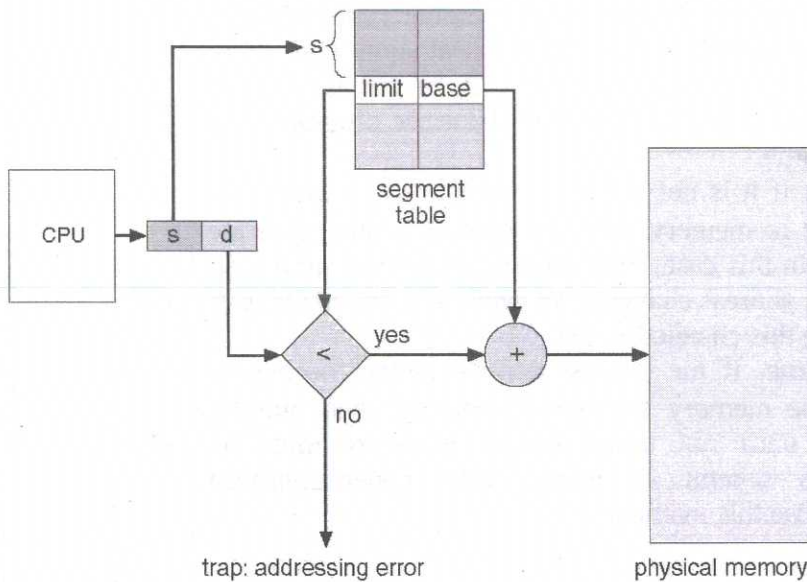 s
limit base
segment
table
CPU
s d
<
yes
+
no
trap: addressing error
physical memory